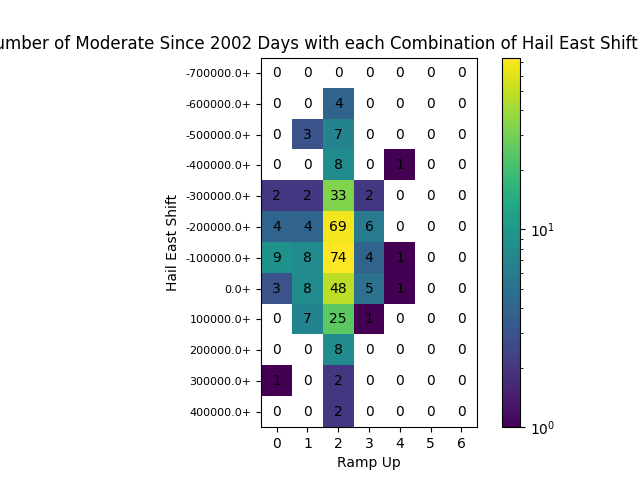 of Moderate Since 2002 Days with each Combination of Hail East Shift
-700000.0+ 0 0 0 0 0 0 0
-600000.0+ 0 0 4 0 0 0 0
-500000.0+ 0 3 7 0 0 0 0
-400000.0+ 0 0 8 0 1 0 0
-300000.0+ 2 2 33 2 0 0 0
-200000.0+ 4 4 69 6 0 0 0
-100000.0+ 9 8 74 4 1 0 0
0.0+ 3 8 48 5 1 0 0
100000.0+ 0 7 25 1 0 0 0
200000.0+ 0 0 8 0 0 0 0
300000.0+ 1 0 2 0 0 0 0
400000.0+ 0 0 2 0 0 0 0
0 1 2 3 4 5 6
Ramp Up
Hail East Shift
10¹
10⁰